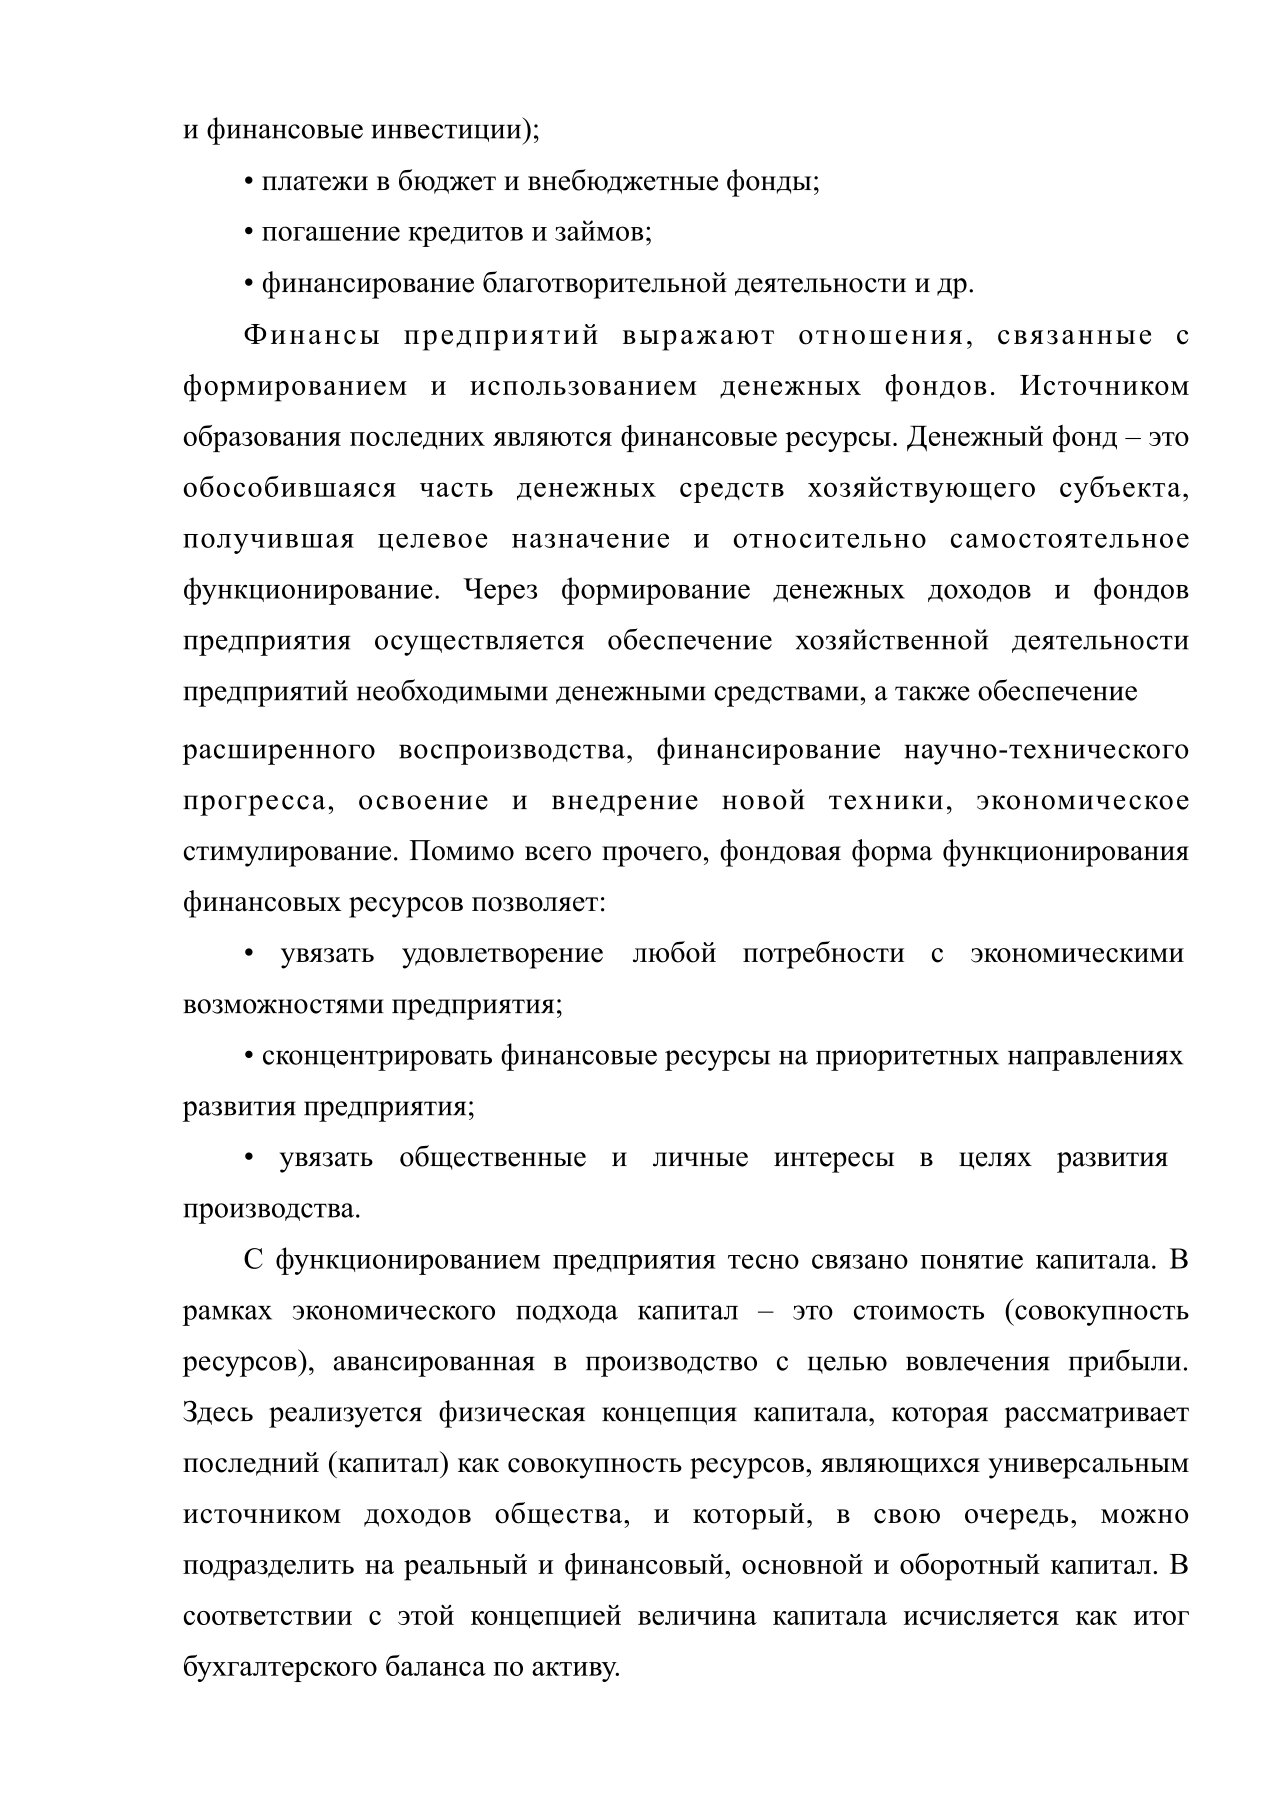 и финансовые инвестиции);
• платежи в бюджет и внебюджетные фонды;
• погашение кредитов и займов;
• финансирование благотворительной деятельности и др.
Финансы предприятий выражают отношения, связанные с
формированием и использованием денежных фондов. Источником
образования последних являются финансовые ресурсы. Денежный фонд – это
обособившаяся часть денежных средств хозяйствующего субъекта,
получившая целевое назначение и относительно самостоятельное
функционирование. Через формирование денежных доходов и фондов
предприятия осуществляется обеспечение хозяйственной деятельности
предприятий необходимыми денежными средствами, а также обеспечение
расширенного воспроизводства, финансирование научно-технического
прогресса, освоение и внедрение новой техники, экономическое
стимулирование. Помимо всего прочего, фондовая форма функционирования
финансовых ресурсов позволяет:
• увязать удовлетворение любой потребности с экономическими
возможностями предприятия;
• сконцентрировать финансовые ресурсы на приоритетных направлениях
развития предприятия;
• увязать общественные и личные интересы в целях развития
производства.
С функционированием предприятия тесно связано понятие капитала. В
рамках экономического подхода капитал – это стоимость (совокупность
ресурсов), авансированная в производство с целью вовлечения прибыли.
Здесь реализуется физическая концепция капитала, которая рассматривает
последний (капитал) как совокупность ресурсов, являющихся универсальным
источником доходов общества, и который, в свою очередь, можно
подразделить на реальный и финансовый, основной и оборотный капитал. В
соответствии с этой концепцией величина капитала исчисляется как итог
бухгалтерского баланса по активу.